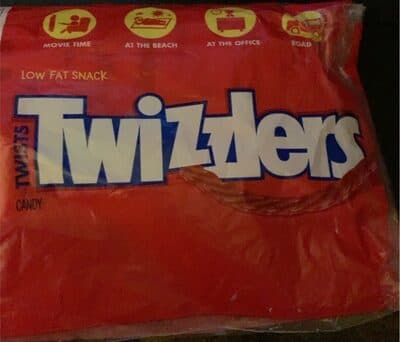 MOVIE TIME AT THE BEACH AT THE OFFICE ROAD
LOW FAT SNACK
TWISTS
Twizzlers
CANDY